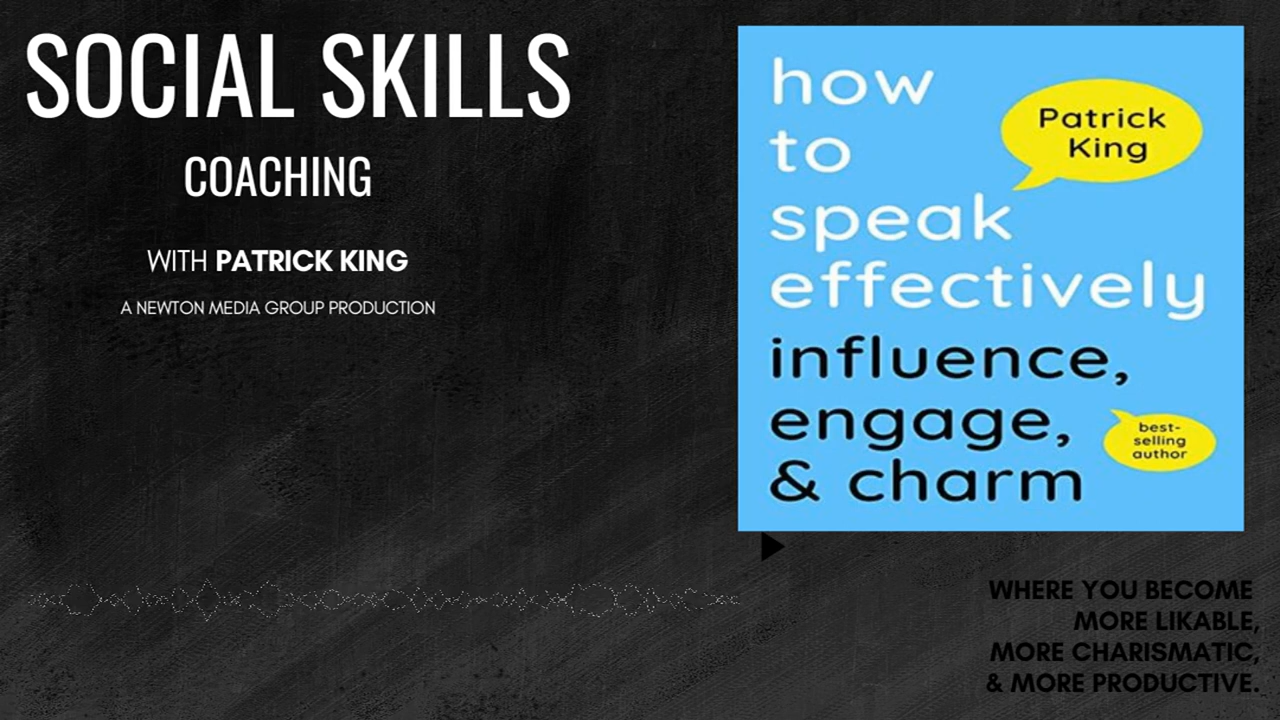 SOCIAL SKILLS
COACHING
WITH PATRICK KING
A NEWTON MEDIA GROUP PRODUCTION
how
to
speak
effectively
influence,
engage,
& charm
Patrick
King
best-
selling
author
WHERE YOU BECOME
MORE LIKABLE,
MORE CHARISMATIC,
& MORE PRODUCTIVE.